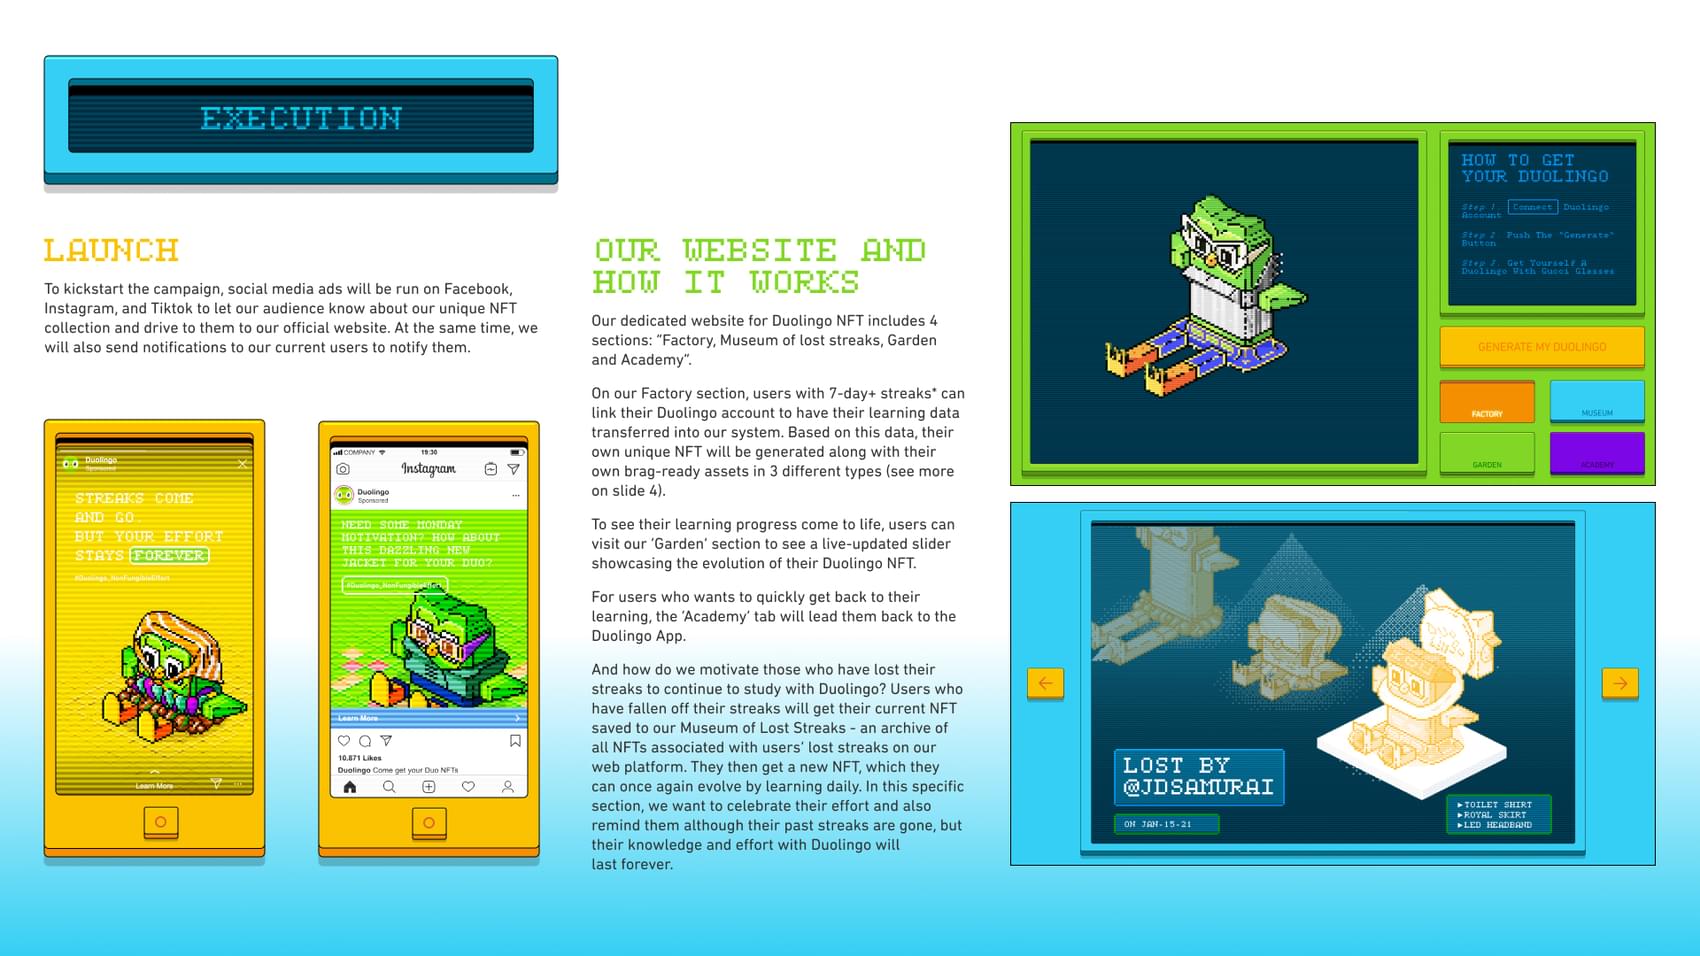 EXECUTION
LAUNCH
To kickstart the campaign, social media ads will be run on Facebook,
Instagram, and Tiktok to let our audience know about our unique NFT
collection and drive to them to our official website. At the same time, we
will also send notifications to our current users to notify them.
Duolingo
Sponsored
STREAKS COME
AND GO.
BUT YOUR EFFORT
STAYS FOREVER
#Duolingo_NonFungibleEffort
Learn More
COMPANY 19:30
Instagram
Duolingo
Sponsored
NEED SOME MONDAY
MOTIVATION? HOW ABOUT
THIS DAZZLING NEW
JACKET FOR YOUR DUO?
#Duolingo_NonFungibleEffort
Learn More
10.871 Likes
Duolingo Come get your Duo NFTs
OUR WEBSITE AND
HOW IT WORKS
Our dedicated website for Duolingo NFT includes 4
sections: “Factory, Museum of lost streaks, Garden
and Academy”.
On our Factory section, users with 7-day+ streaks* can
link their Duolingo account to have their learning data
transferred into our system. Based on this data, their
own unique NFT will be generated along with their
own brag-ready assets in 3 different types (see more
on slide 4).
To see their learning progress come to life, users can
visit our ‘Garden’ section to see a live-updated slider
showcasing the evolution of their Duolingo NFT.
For users who wants to quickly get back to their
learning, the ‘Academy’ tab will lead them back to the
Duolingo App.
And how do we motivate those who have lost their
streaks to continue to study with Duolingo? Users who
have fallen off their streaks will get their current NFT
saved to our Museum of Lost Streaks - an archive of
all NFTs associated with users’ lost streaks on our
web platform. They then get a new NFT, which they
can once again evolve by learning daily. In this specific
section, we want to celebrate their effort and also
remind them although their past streaks are gone, but
their knowledge and effort with Duolingo will
last forever.
HOW TO GET
YOUR DUOLINGO
Step 1. Connect Duolingo
Account
Step 2. Push The "Generate"
Button
Step 3. Get Yourself A
Duolingo With Gucci Glasses
GENERATE MY DUOLINGO
FACTORY
MUSEUM
GARDEN
ACADEMY
LOST BY
@JDSAMURAI
ON JAN-15-21
►TOILET SHIRT
►ROYAL SKIRT
►LED HEADBAND